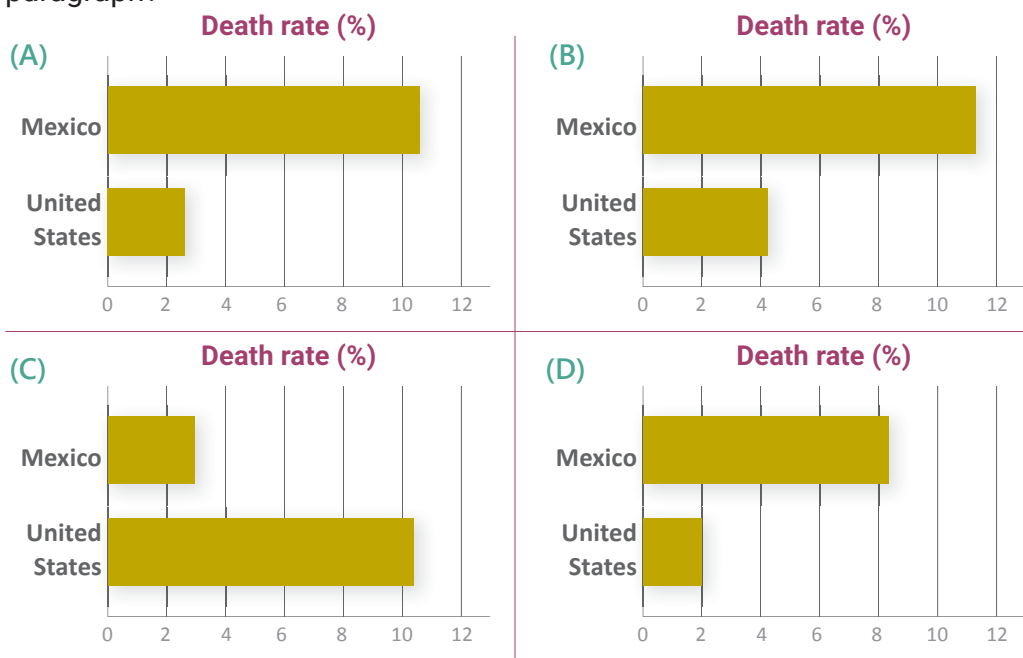 Death rate (%)
(A)
Mexico
United
States
0 2 4 6 8 10 12
Death rate (%)
(B)
Mexico
United
States
0 2 4 6 8 10 12
Death rate (%)
(C)
Mexico
United
States
0 2 4 6 8 10 12
Death rate (%)
(D)
Mexico
United
States
0 2 4 6 8 10 12